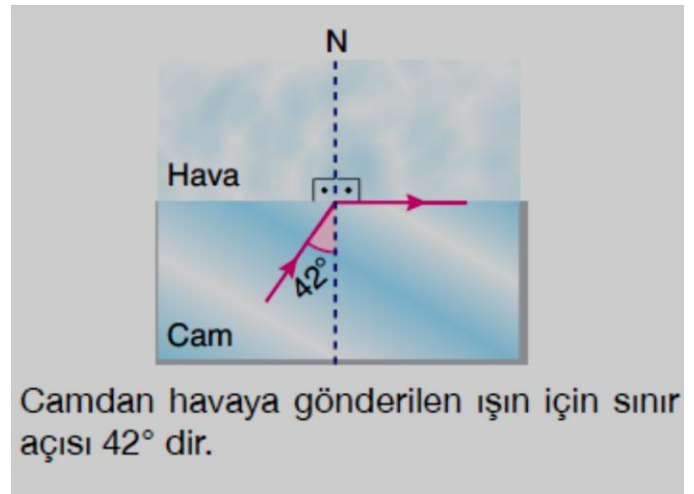 N
Hava
42°
Cam
Camdan havaya gönderilen ışın için sınır
açısı 42° dir.